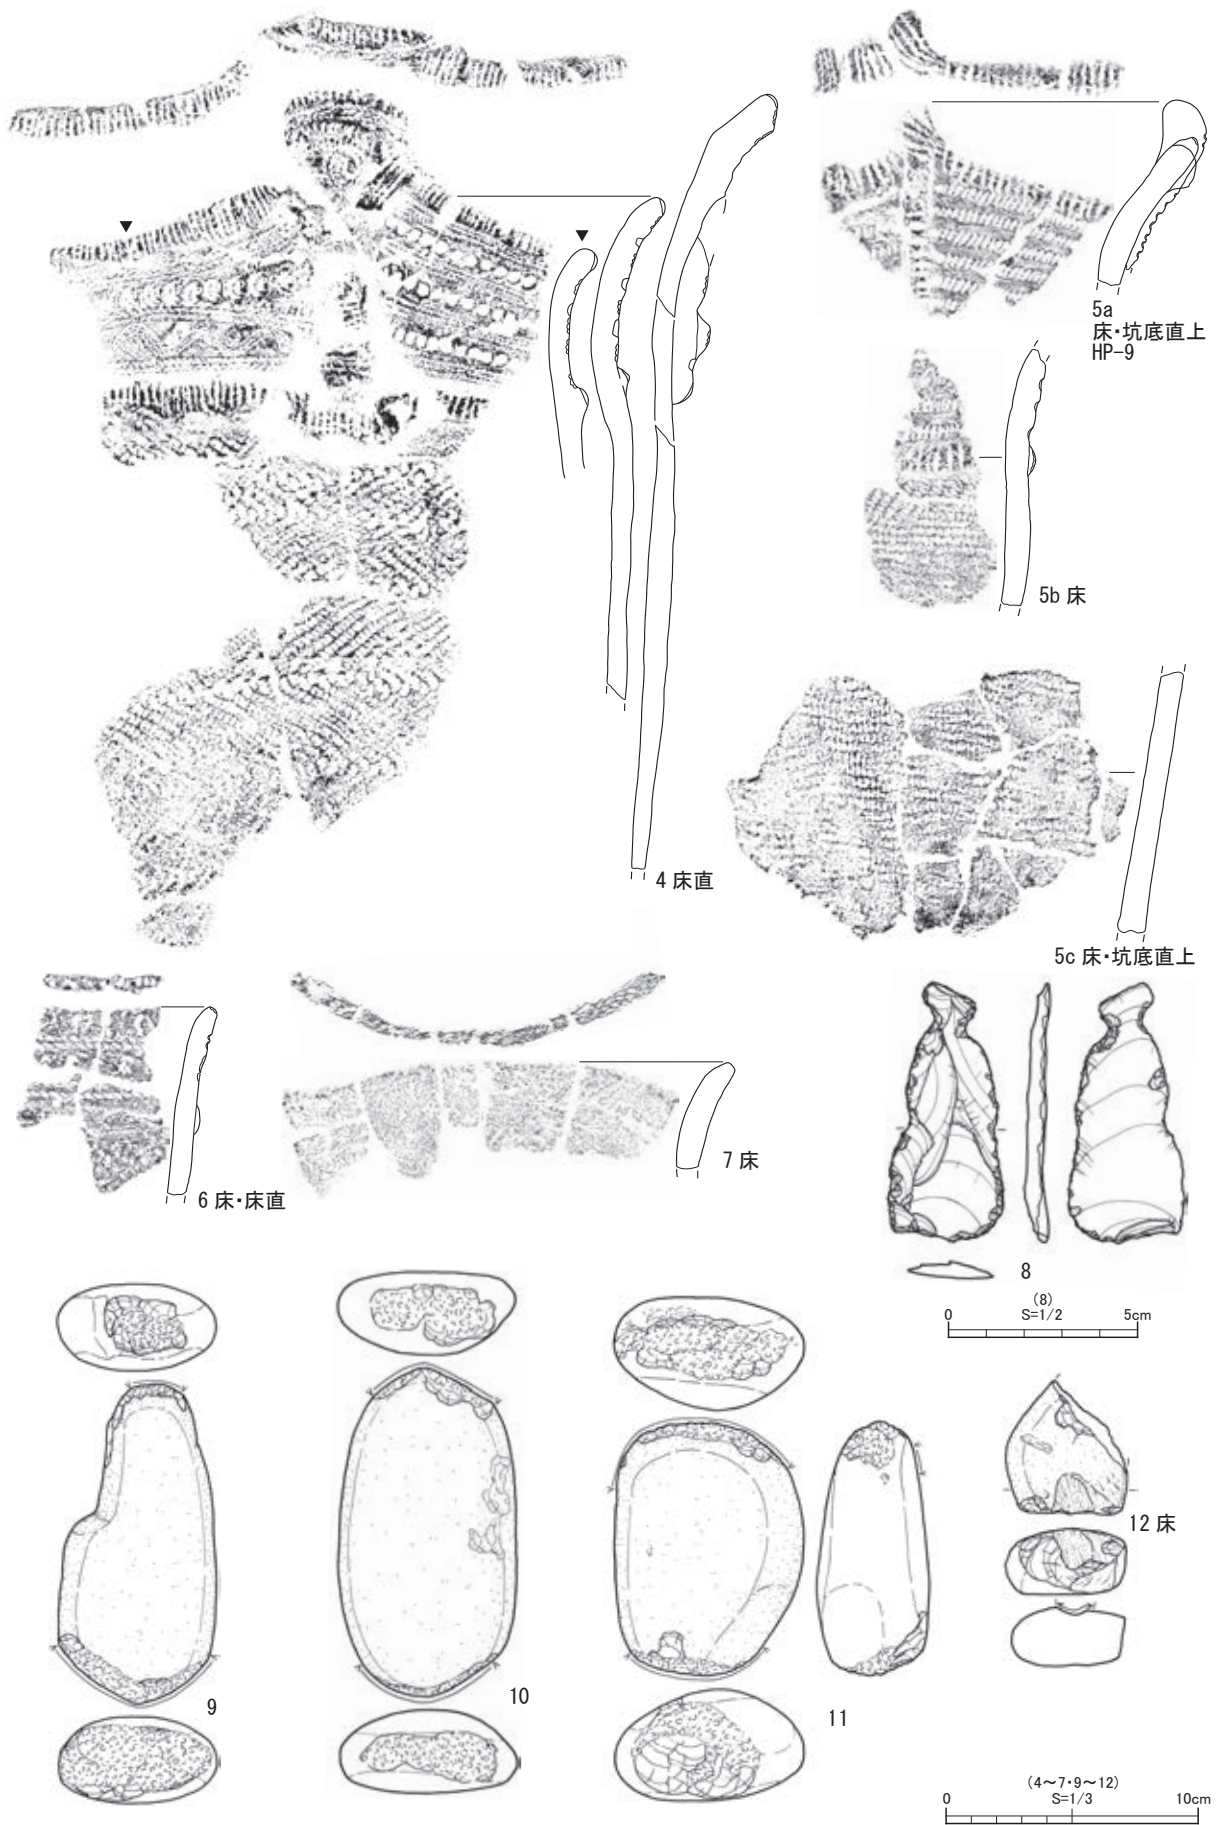 5a
床・坑底直上
HP-9
5b 床
4 床直
5c 床・坑底直上
6 床・床直
7 床
8
(8)
0 S=1/2 5cm
12 床
9
10
11
(4～7・9～12)
0 S=1/3 10cm